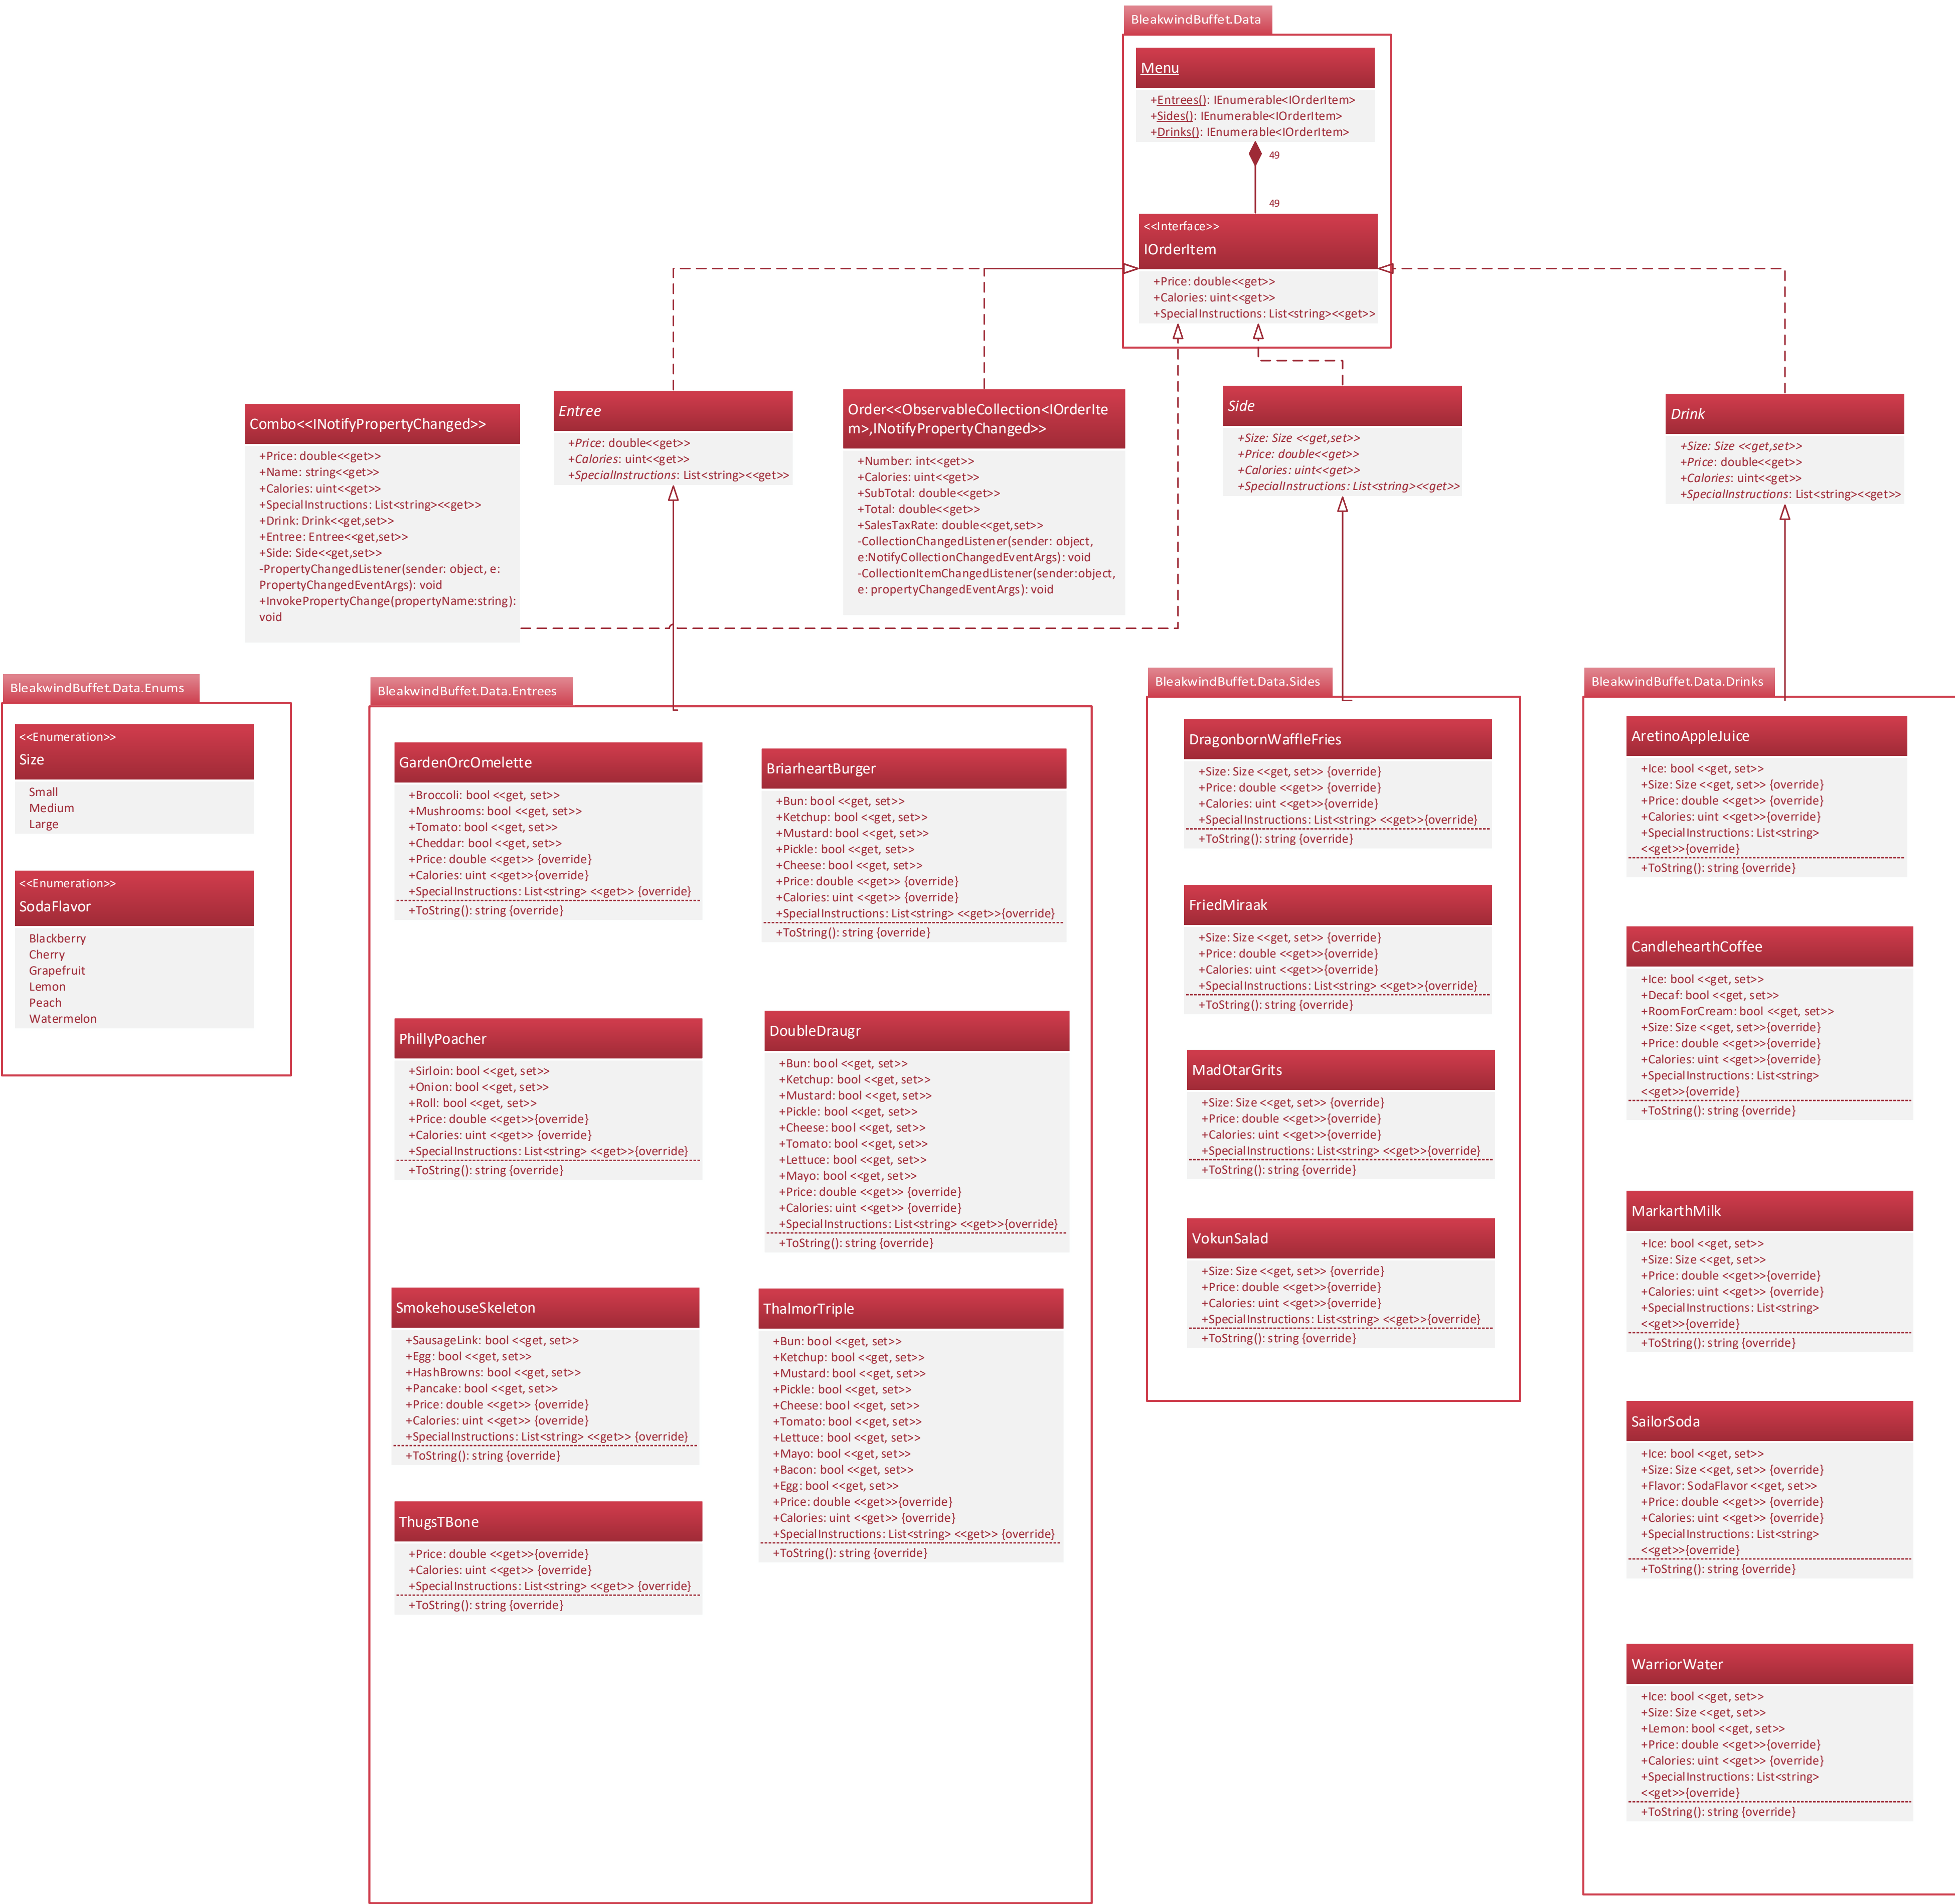 BleakwindBuffet.Data
Menu
+Entrees(): IEnumerable<IOrderItem>
+Sides(): IEnumerable<IOrderItem>
+Drinks(): IEnumerable<IOrderItem>
49
49
<<Interface>>
IOrderItem
+Price: double<<get>>
+Calories: uint<<get>>
+SpecialInstructions: List<string><<get>>
Combo<<INotifyPropertyChanged>>
+Price: double<<get>>
+Name: string<<get>>
+Calories: uint<<get>>
+SpecialInstructions: List<string><<get>>
+Drink: Drink<<get,set>>
+Entree: Entree<<get,set>>
+Side: Side<<get,set>>
-PropertyChangedListener(sender: object, e:
PropertyChangedEventArgs): void
+InvokePropertyChange(propertyName:string):
void
Entree
+Price: double<<get>>
+Calories: uint<<get>>
+SpecialInstructions: List<string><<get>>
Order<<ObservableCollection<IOrderIte
m>,INotifyPropertyChanged>>
+Number: int<<get>>
+Calories: uint<<get>>
+SubTotal: double<<get>>
+Total: double<<get>>
+SalesTaxRate: double<<get,set>>
-CollectionChangedListener(sender: object,
e:NotifyCollectionChangedEventArgs): void
-CollectionItemChangedListener(sender:object,
e: propertyChangedEventArgs): void
Side
+Size: Size <<get,set>>
+Price: double<<get>>
+Calories: uint<<get>>
+SpecialInstructions: List<string><<get>>
Drink
+Size: Size <<get,set>>
+Price: double<<get>>
+Calories: uint<<get>>
+SpecialInstructions: List<string><<get>>
BleakwindBuffet.Data.Enums
<<Enumeration>>
Size
Small
Medium
Large
<<Enumeration>>
SodaFlavor
Blackberry
Cherry
Grapefruit
Lemon
Peach
Watermelon
BleakwindBuffet.Data.Entrees
GardenOrcOmelette
+Broccoli: bool <<get, set>>
+Mushrooms: bool <<get, set>>
+Tomato: bool <<get, set>>
+Cheddar: bool <<get, set>>
+Price: double <<get>> {override}
+Calories: uint <<get>>{override}
+SpecialInstructions: List<string> <<get>> {override}
+ToString(): string {override}
BriarheartBurger
+Bun: bool <<get, set>>
+Ketchup: bool <<get, set>>
+Mustard: bool <<get, set>>
+Pickle: bool <<get, set>>
+Cheese: bool <<get, set>>
+Price: double <<get>> {override}
+Calories: uint <<get>> {override}
+SpecialInstructions: List<string> <<get>>{override}
+ToString(): string {override}
PhillyPoacher
+Sirloin: bool <<get, set>>
+Onion: bool <<get, set>>
+Roll: bool <<get, set>>
+Price: double <<get>>{override}
+Calories: uint <<get>> {override}
+SpecialInstructions: List<string> <<get>>{override}
+ToString(): string {override}
DoubleDraugr
+Bun: bool <<get, set>>
+Ketchup: bool <<get, set>>
+Mustard: bool <<get, set>>
+Pickle: bool <<get, set>>
+Cheese: bool <<get, set>>
+Tomato: bool <<get, set>>
+Lettuce: bool <<get, set>>
+Mayo: bool <<get, set>>
+Price: double <<get>> {override}
+Calories: uint <<get>> {override}
+SpecialInstructions: List<string> <<get>>{override}
+ToString(): string {override}
SmokehouseSkeleton
+SausageLink: bool <<get, set>>
+Egg: bool <<get, set>>
+HashBrowns: bool <<get, set>>
+Pancake: bool <<get, set>>
+Price: double <<get>> {override}
+Calories: uint <<get>> {override}
+SpecialInstructions: List<string> <<get>> {override}
+ToString(): string {override}
ThalmorTriple
+Bun: bool <<get, set>>
+Ketchup: bool <<get, set>>
+Mustard: bool <<get, set>>
+Pickle: bool <<get, set>>
+Cheese: bool <<get, set>>
+Tomato: bool <<get, set>>
+Lettuce: bool <<get, set>>
+Mayo: bool <<get, set>>
+Bacon: bool <<get, set>>
+Egg: bool <<get, set>>
+Price: double <<get>>{override}
+Calories: uint <<get>> {override}
+SpecialInstructions: List<string> <<get>> {override}
+ToString(): string {override}
ThugsTBone
+Price: double <<get>>{override}
+Calories: uint <<get>> {override}
+SpecialInstructions: List<string> <<get>> {override}
+ToString(): string {override}
BleakwindBuffet.Data.Sides
DragonbornWaffleFries
+Size: Size <<get, set>> {override}
+Price: double <<get>> {override}
+Calories: uint <<get>>{override}
+SpecialInstructions: List<string> <<get>>{override}
+ToString(): string {override}
FriedMiraak
+Size: Size <<get, set>> {override}
+Price: double <<get>>{override}
+Calories: uint <<get>>{override}
+SpecialInstructions: List<string> <<get>>{override}
+ToString(): string {override}
MadOtarGrits
+Size: Size <<get, set>> {override}
+Price: double <<get>>{override}
+Calories: uint <<get>>{override}
+SpecialInstructions: List<string> <<get>>{override}
+ToString(): string {override}
VokunSalad
+Size: Size <<get, set>> {override}
+Price: double <<get>>{override}
+Calories: uint <<get>>{override}
+SpecialInstructions: List<string> <<get>>{override}
+ToString(): string {override}
BleakwindBuffet.Data.Drinks
AretinoAppleJuice
+Ice: bool <<get, set>>
+Size: Size <<get, set>> {override}
+Price: double <<get>> {override}
+Calories: uint <<get>> {override}
+SpecialInstructions: List<string>
<<get>>{override}
+ToString(): string {override}
CandlehearthCoffee
+Ice: bool <<get, set>>
+Decaf: bool <<get, set>>
+RoomForCream: bool <<get, set>>
+Size: Size <<get, set>>{override}
+Price: double <<get>>{override}
+Calories: uint <<get>> {override}
+SpecialInstructions: List<string>
<<get>>{override}
+ToString(): string {override}
MarkarthMilk
+Ice: bool <<get, set>>
+Size: Size <<get, set>>
+Price: double <<get>>{override}
+Calories: uint <<get>> {override}
+SpecialInstructions: List<string>
<<get>>{override}
+ToString(): string {override}
SailorSoda
+Ice: bool <<get, set>>
+Size: Size <<get, set>> {override}
+Flavor: SodaFlavor <<get, set>>
+Price: double <<get>> {override}
+Calories: uint <<get>> {override}
+SpecialInstructions: List<string>
<<get>>{override}
+ToString(): string {override}
WarriorWater
+Ice: bool <<get, set>>
+Size: Size <<get, set>>
+Lemon: bool <<get, set>>
+Price: double <<get>>{override}
+Calories: uint <<get>> {override}
+SpecialInstructions: List<string>
<<get>>{override}
+ToString(): string {override}